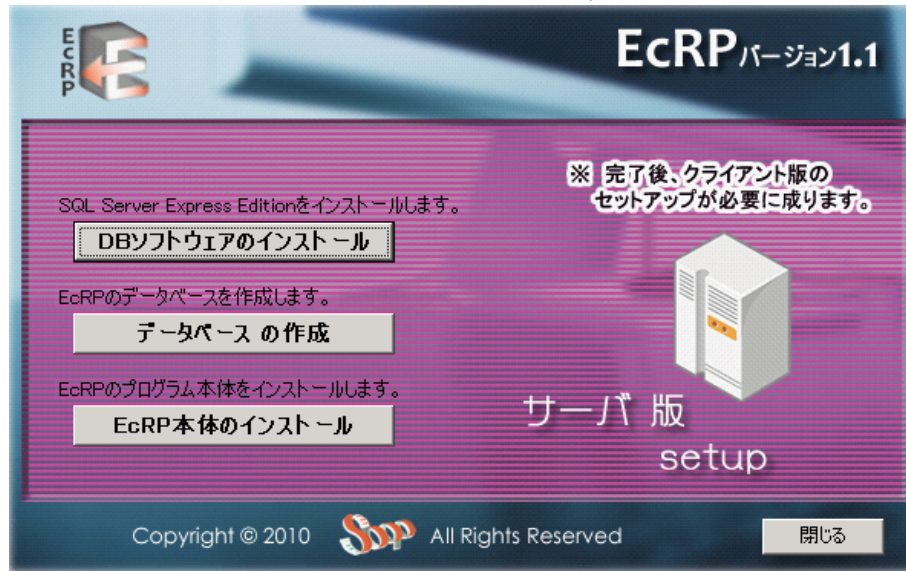 EcRP
EcRPバージョン1.1
※ 完了後、クライアント版の
セットアップが必要に成ります。
SQL Server Express Editionをインストールします。
DBソフトウェアのインストール
EcRPのデータベースを作成します。
データベース の作成
EcRPのプログラム本体をインストールします。
EcRP本体のインストール
サーバ 版
setup
Copyright © 2010 Sopp All Rights Reserved
閉じる